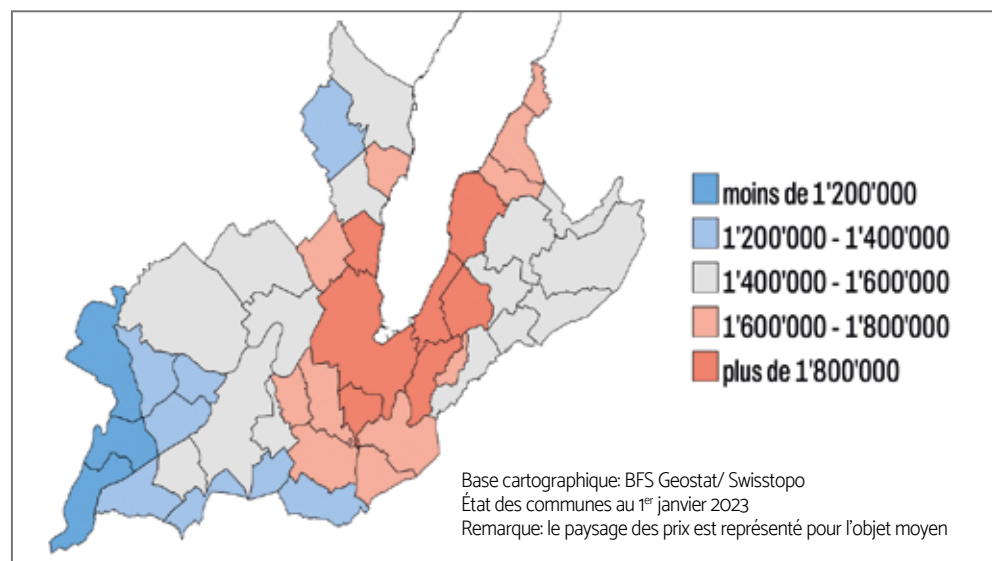 moins de 1'200'000
1'200'000 - 1'400'000
1'400'000 - 1'600'000
1'600'000 - 1'800'000
plus de 1'800'000
Base cartographique: BFS Geostat/ Swisstopo
État des communes au 1er janvier 2023
Remarque: le paysage des prix est représenté pour l'objet moyen